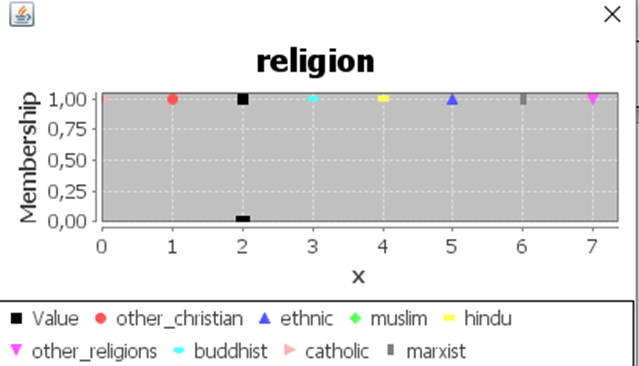 religion
Membership
1,00
0,75
0,50
0,25
0,00
0 1 2 3 4 5 6 7
x
Value other_christian ethnic muslim hindu
other_religions buddhist catholic marxist